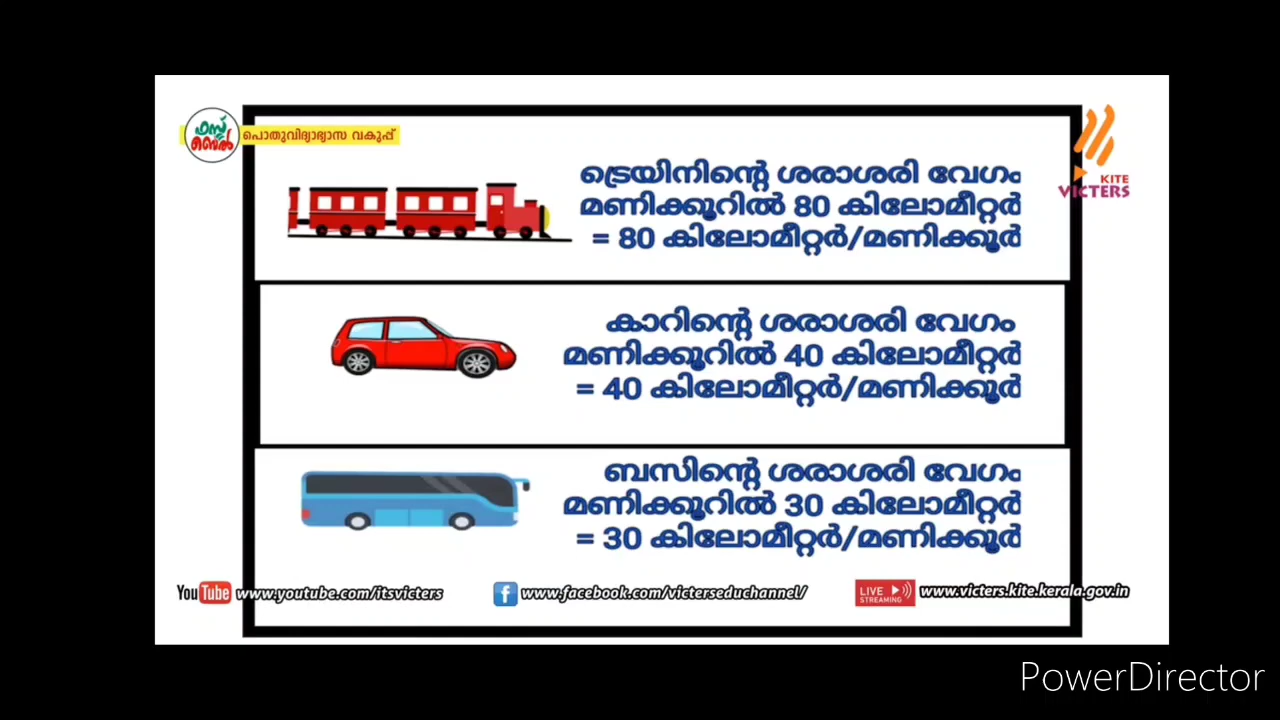 ഫസ്റ്റ്
ബെൽ
പൊതുവിദ്യാഭ്യാസ വകുപ്പ്
KITE
VICTERS
ട്രെയിനിന്റെ ശരാശരി വേഗം
മണിക്കൂറിൽ 80 കിലോമീറ്റർ
= 80 കിലോമീറ്റർ/മണിക്കൂർ
കാറിന്റെ ശരാശരി വേഗം
മണിക്കൂറിൽ 40 കിലോമീറ്റർ
= 40 കിലോമീറ്റർ/മണിക്കൂർ
ബസിന്റെ ശരാശരി വേഗം
മണിക്കൂറിൽ 30 കിലോമീറ്റർ
= 30 കിലോമീറ്റർ/മണിക്കൂർ
YouTube www.youtube.com/itsvicters
f www.facebook.com/victerseduchannel/
LIVE STREAMING www.victers.kite.kerala.gov.in
PowerDirector